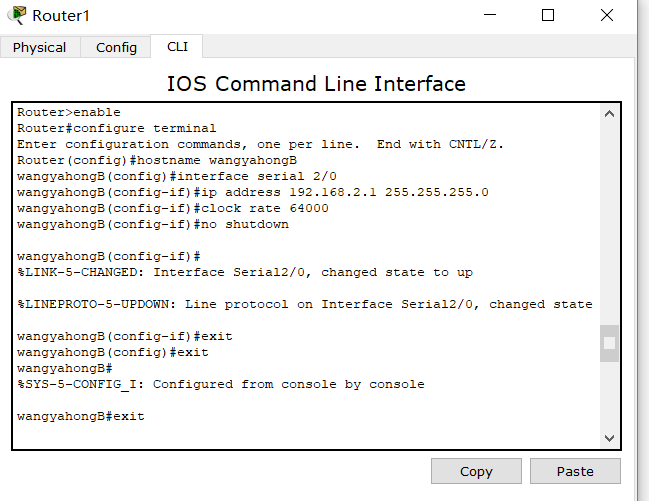 Router1
Physical Config CLI
IOS Command Line Interface
Router>enable
Router#configure terminal
Enter configuration commands, one per line.  End with CNTL/Z.
Router(config)#hostname wangyahongB
wangyahongB(config)#interface serial 2/0
wangyahongB(config-if)#ip address 192.168.2.1 255.255.255.0
wangyahongB(config-if)#clock rate 64000
wangyahongB(config-if)#no shutdown
wangyahongB(config-if)#
%LINK-5-CHANGED: Interface Serial2/0, changed state to up
%LINEPROTO-5-UPDOWN: Line protocol on Interface Serial2/0, changed state
wangyahongB(config-if)#exit
wangyahongB(config)#exit
wangyahongB#
%SYS-5-CONFIG_I: Configured from console by console
wangyahongB#exit
Copy Paste